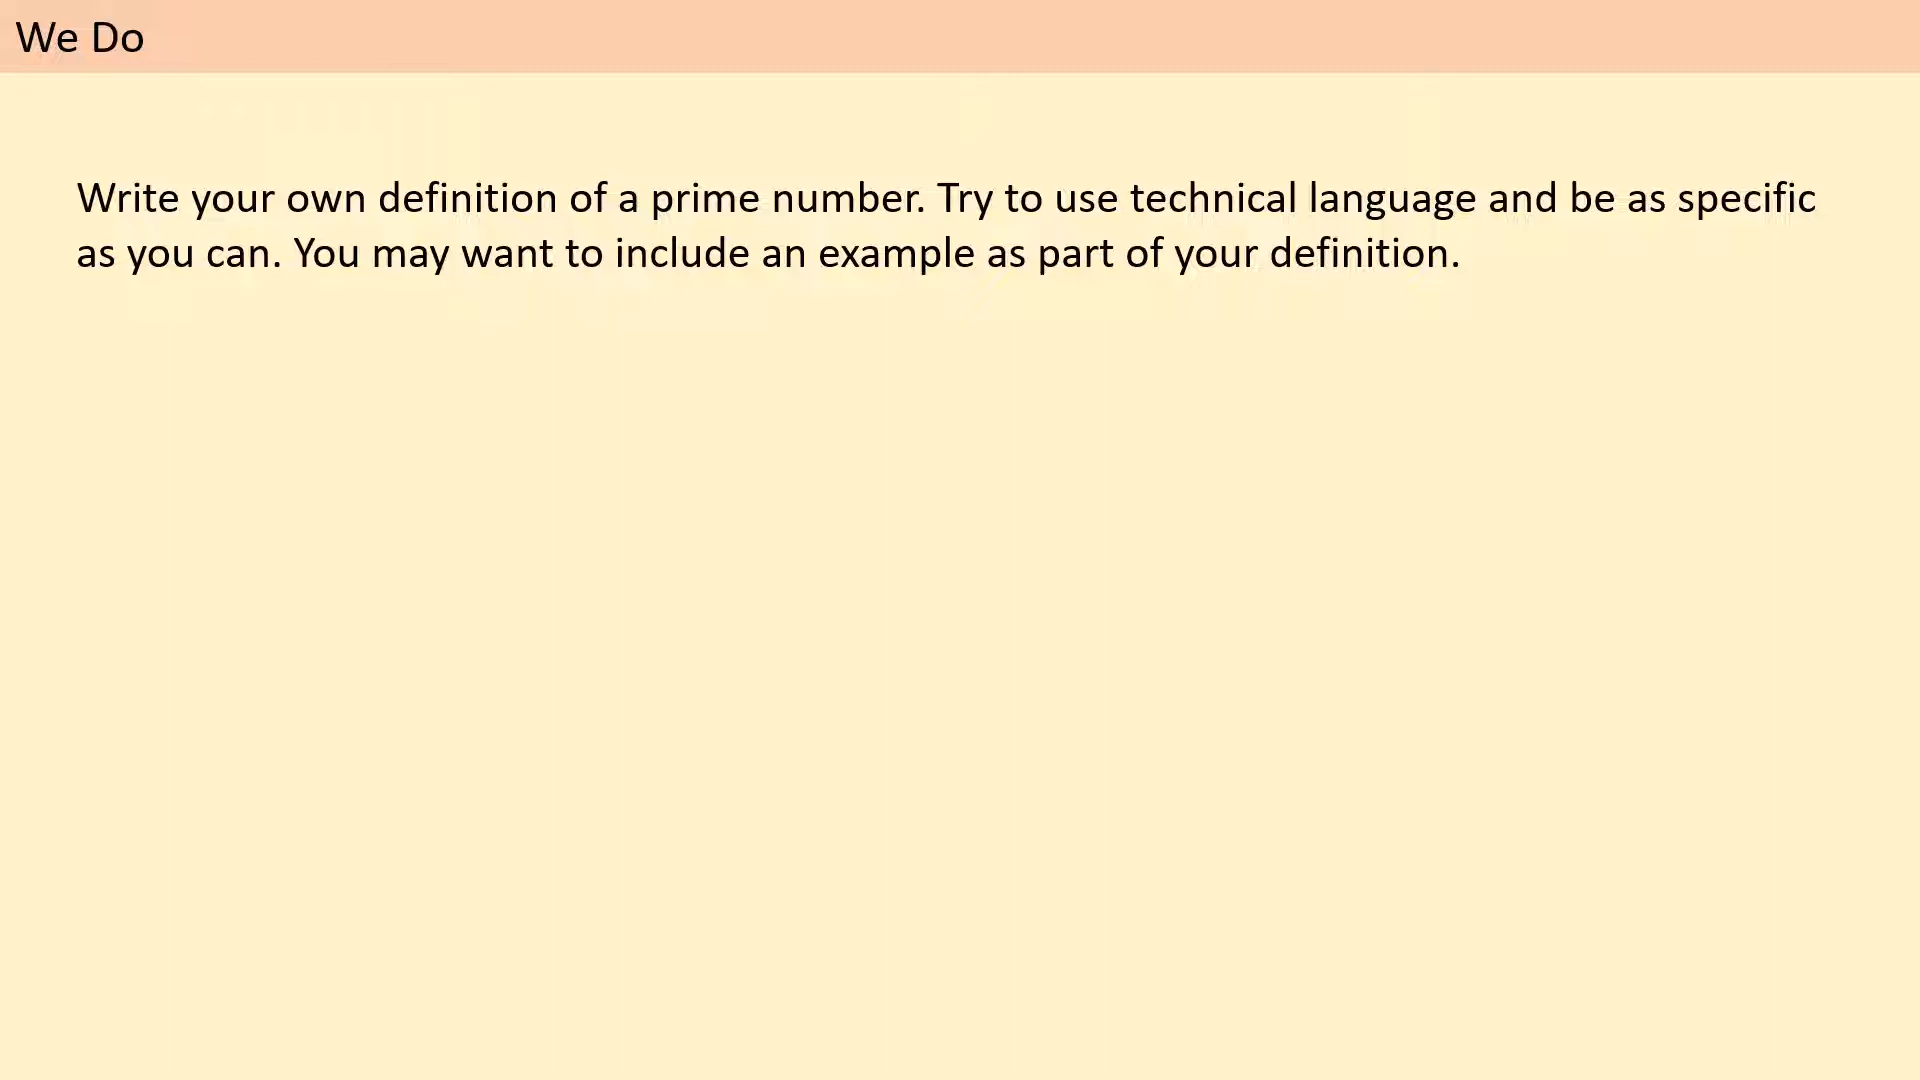 We Do
Write your own definition of a prime number. Try to use technical language and be as specific
as you can. You may want to include an example as part of your definition.